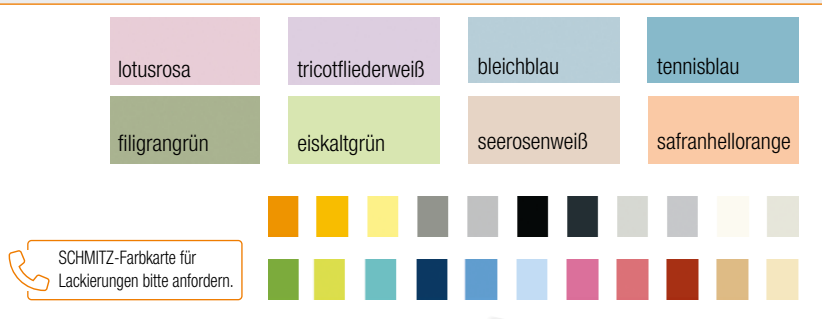 lotusrosa
tricotfliederweiß
bleichblau
tennisblau
filigrangrün
eiskaltgrün
seerosenweiß
safranhellorange
SCHMITZ-Farbkarte für
Lackierungen bitte anfordern.